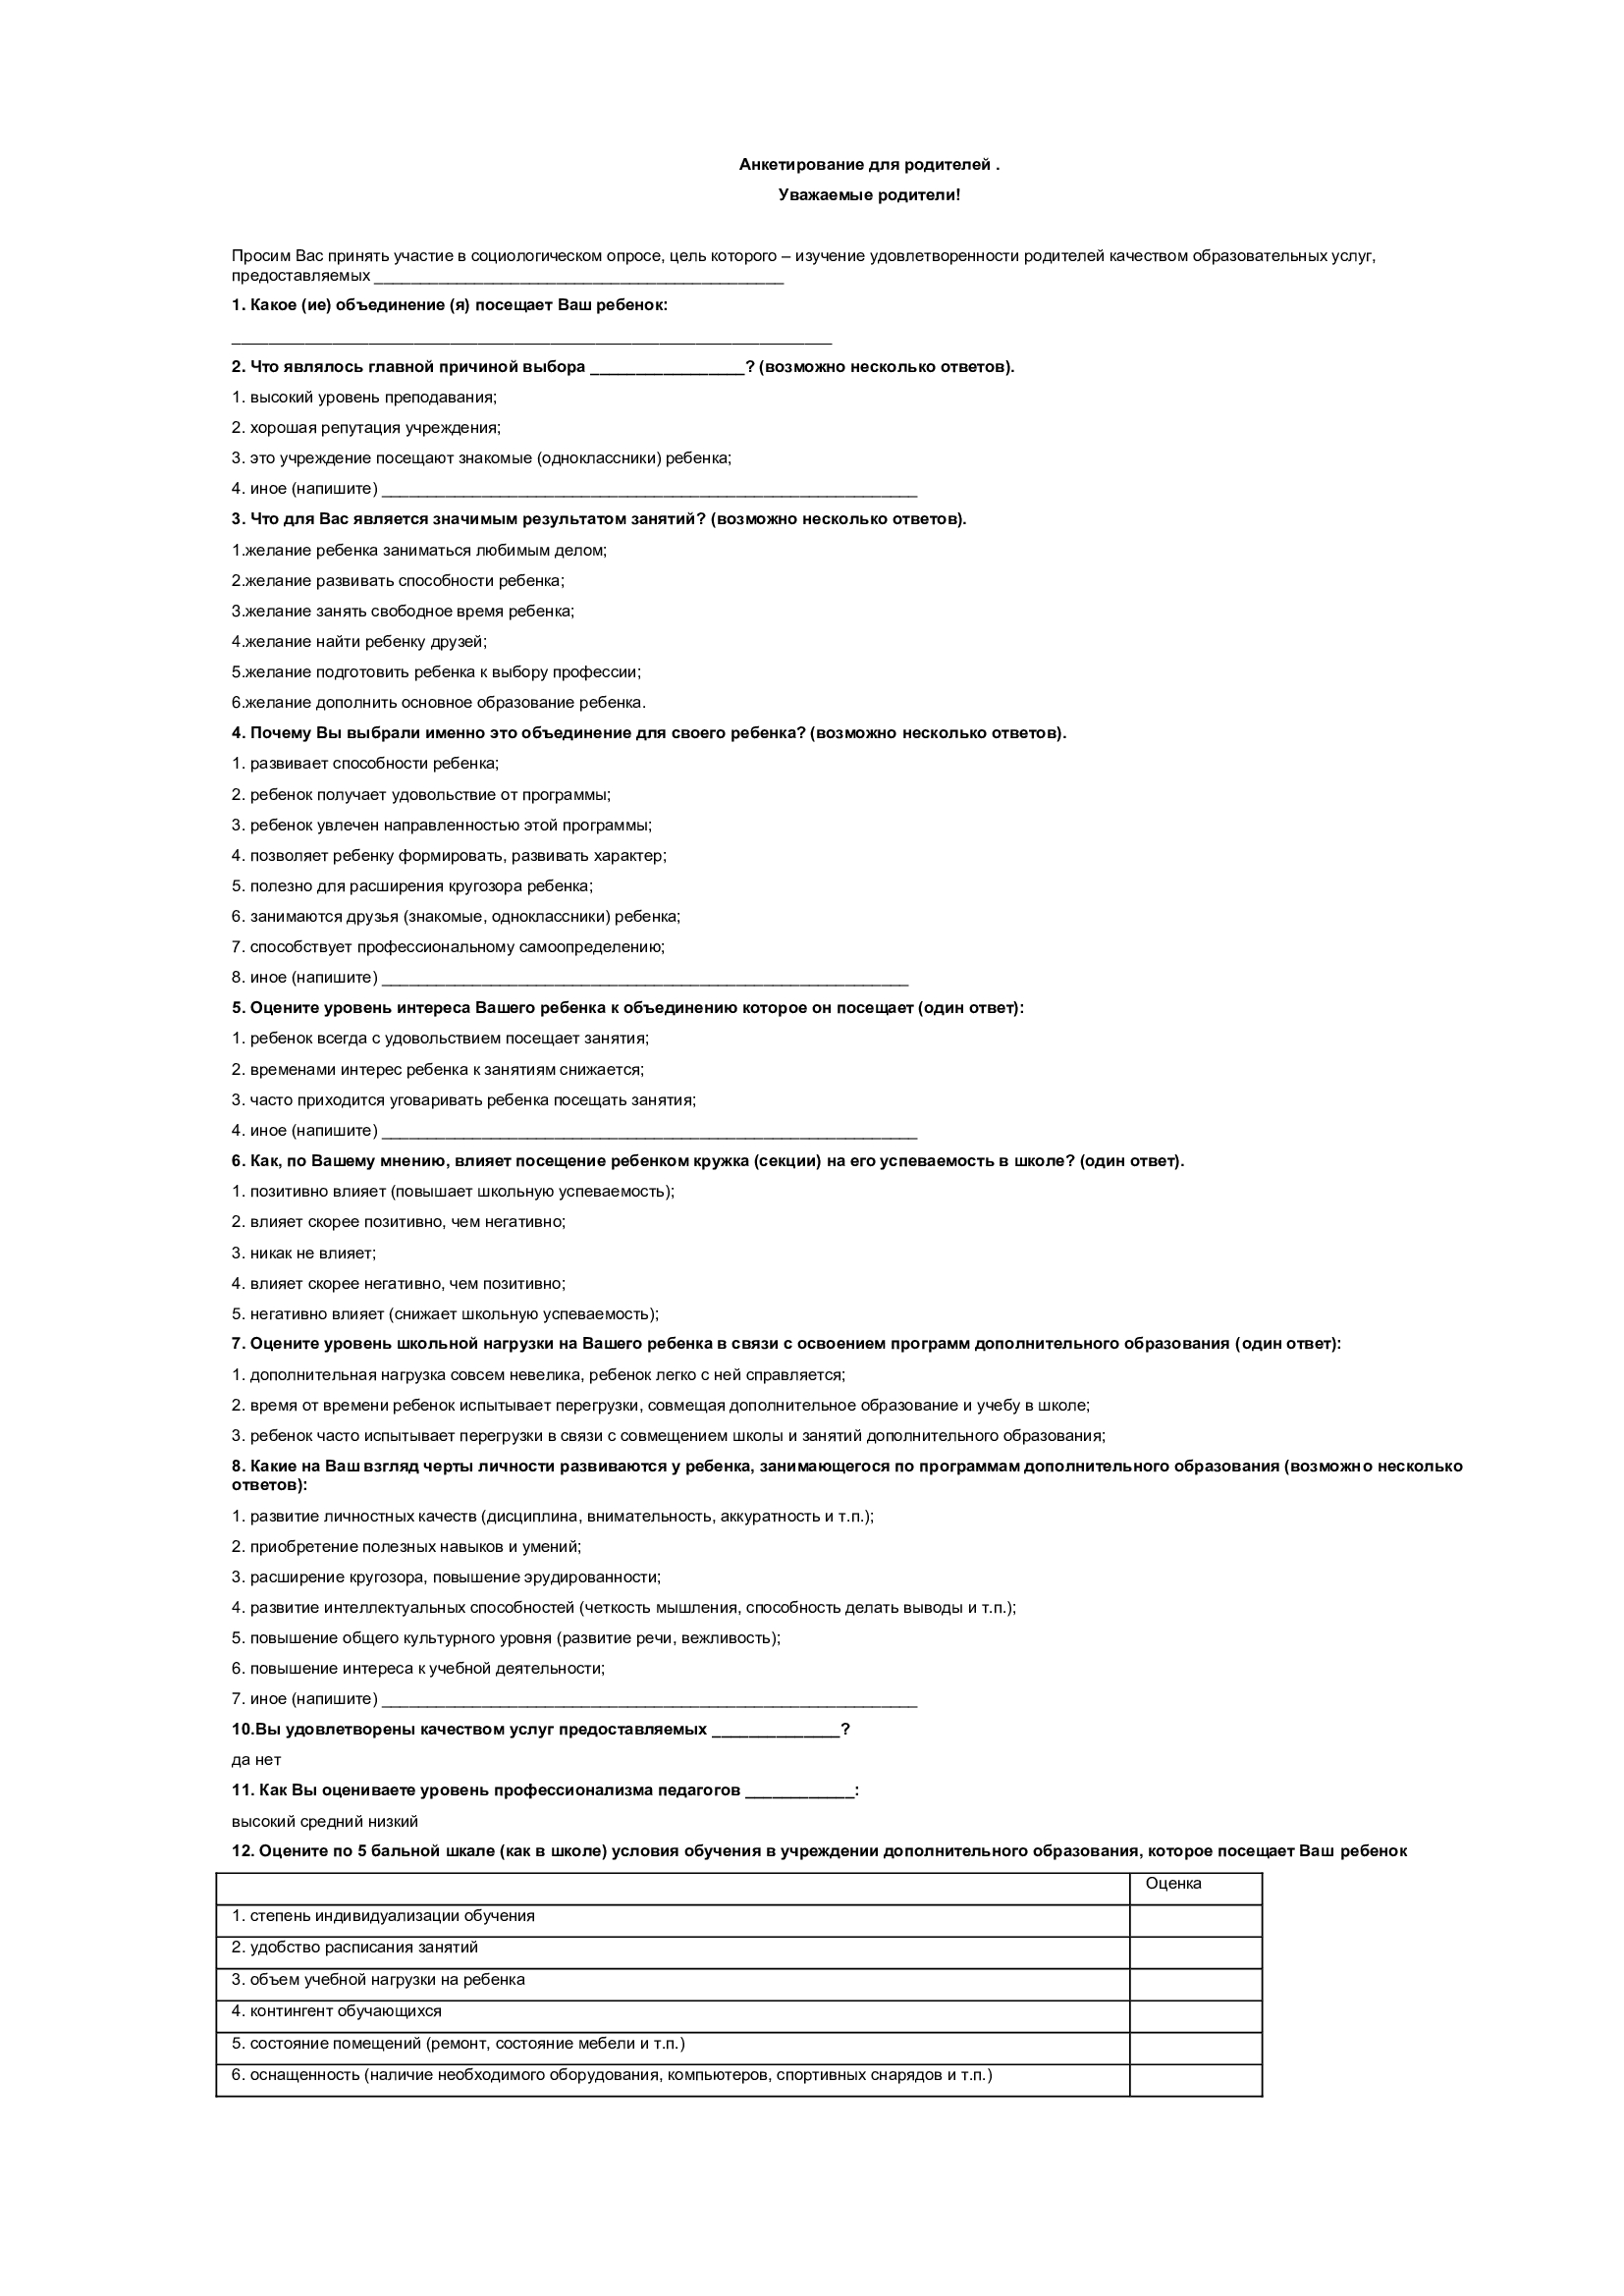 Анкетирование для родителей .
Уважаемые родители!
Просим Вас принять участие в социологическом опросе, цель которого – изучение удовлетворенности родителей качеством образовательных услуг,
предоставляемых _____________________________________________
1. Какое (ие) объединение (я) посещает Ваш ребенок:
__________________________________________________________________
2. Что являлось главной причиной выбора _________________? (возможно несколько ответов).
1. высокий уровень преподавания;
2. хорошая репутация учреждения;
3. это учреждение посещают знакомые (одноклассники) ребенка;
4. иное (напишите) ___________________________________________________________
3. Что для Вас является значимым результатом занятий? (возможно несколько ответов).
1.желание ребенка заниматься любимым делом;
2.желание развивать способности ребенка;
3.желание занять свободное время ребенка;
4.желание найти ребенку друзей;
5.желание подготовить ребенка к выбору профессии;
6.желание дополнить основное образование ребенка.
4. Почему Вы выбрали именно это объединение для своего ребенка? (возможно несколько ответов).
1. развивает способности ребенка;
2. ребенок получает удовольствие от программы;
3. ребенок увлечен направленностью этой программы;
4. позволяет ребенку формировать, развивать характер;
5. полезно для расширения кругозора ребенка;
6. занимаются друзья (знакомые, одноклассники) ребенка;
7. способствует профессиональному самоопределению;
8. иное (напишите) __________________________________________________________
5. Оцените уровень интереса Вашего ребенка к объединению которое он посещает (один ответ):
1. ребенок всегда с удовольствием посещает занятия;
2. временами интерес ребенка к занятиям снижается;
3. часто приходится уговаривать ребенка посещать занятия;
4. иное (напишите) ___________________________________________________________
6. Как, по Вашему мнению, влияет посещение ребенком кружка (секции) на его успеваемость в школе? (один ответ).
1. позитивно влияет (повышает школьную успеваемость);
2. влияет скорее позитивно, чем негативно;
3. никак не влияет;
4. влияет скорее негативно, чем позитивно;
5. негативно влияет (снижает школьную успеваемость);
7. Оцените уровень школьной нагрузки на Вашего ребенка в связи с освоением программ дополнительного образования (один ответ):
1. дополнительная нагрузка совсем невелика, ребенок легко с ней справляется;
2. время от времени ребенок испытывает перегрузки, совмещая дополнительное образование и учебу в школе;
3. ребенок часто испытывает перегрузки в связи с совмещением школы и занятий дополнительного образования;
8. Какие на Ваш взгляд черты личности развиваются у ребенка, занимающегося по программам дополнительного образования (возможно несколько
ответов):
1. развитие личностных качеств (дисциплина, внимательность, аккуратность и т.п.);
2. приобретение полезных навыков и умений;
3. расширение кругозора, повышение эрудированности;
4. развитие интеллектуальных способностей (четкость мышления, способность делать выводы и т.п.);
5. повышение общего культурного уровня (развитие речи, вежливость);
6. повышение интереса к учебной деятельности;
7. иное (напишите) ___________________________________________________________
10.Вы удовлетворены качеством услуг предоставляемых ______________?
да нет
11. Как Вы оцениваете уровень профессионализма педагогов ____________:
высокий средний низкий
12. Оцените по 5 бальной шкале (как в школе) условия обучения в учреждении дополнительного образования, которое посещает Ваш ребенок
Оценка
1. степень индивидуализации обучения
2. удобство расписания занятий
3. объем учебной нагрузки на ребенка
4. контингент обучающихся
5. состояние помещений (ремонт, состояние мебели и т.п.)
6. оснащенность (наличие необходимого оборудования, компьютеров, спортивных снарядов и т.п.)